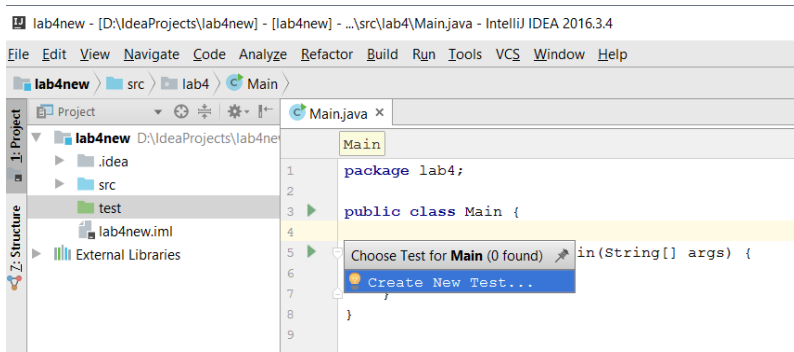 lab4new - [D:\IdeaProjects\lab4new] - [lab4new] - ...\src\lab4\Main.java - IntelliJ IDEA 2016.3.4
File Edit View Navigate Code Analyze Refactor Build Run Tools VCS Window Help
lab4new src lab4 Main
1: Project
Z: Structure
Project
lab4new D:\IdeaProjects\lab4ne
.idea
src
test
lab4new.iml
External Libraries
Main.java
Main
1 package lab4;
2
3 public class Main {
4
5 in(String[] args) {
Choose Test for Main (0 found)
6
Create New Test...
7 }
8 }
9